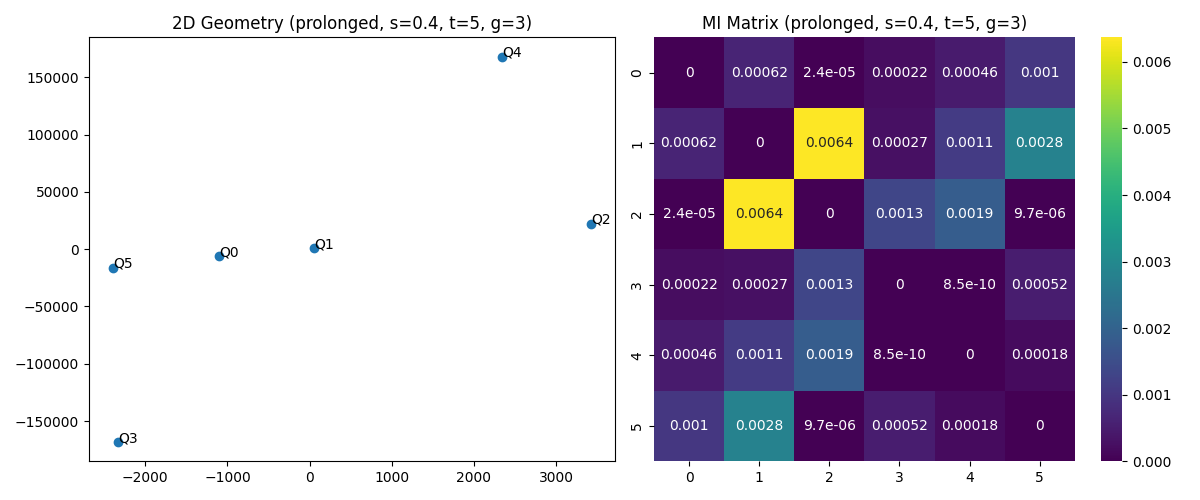 2D Geometry (prolonged, s=0.4, t=5, g=3)
150000
100000
50000
0
−50000
−100000
−150000
Q4
Q2
Q1
Q0
Q5
Q3
−2000 −1000 0 1000 2000 3000
MI Matrix (prolonged, s=0.4, t=5, g=3)
0 0 0.00062 2.4e-05 0.00022 0.00046 0.001
1 0.00062 0 0.0064 0.00027 0.0011 0.0028
2 2.4e-05 0.0064 0 0.0013 0.0019 9.7e-06
3 0.00022 0.00027 0.0013 0 8.5e-10 0.00052
4 0.00046 0.0011 0.0019 8.5e-10 0 0.00018
5 0.001 0.0028 9.7e-06 0.00052 0.00018 0
0 1 2 3 4 5
0.006
0.005
0.004
0.003
0.002
0.001
0.000